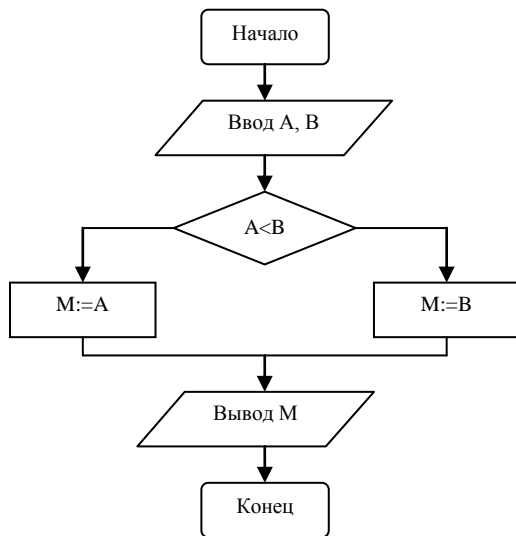 Начало
Ввод А, В
А<В
М:=А
М:=В
Вывод М
Конец